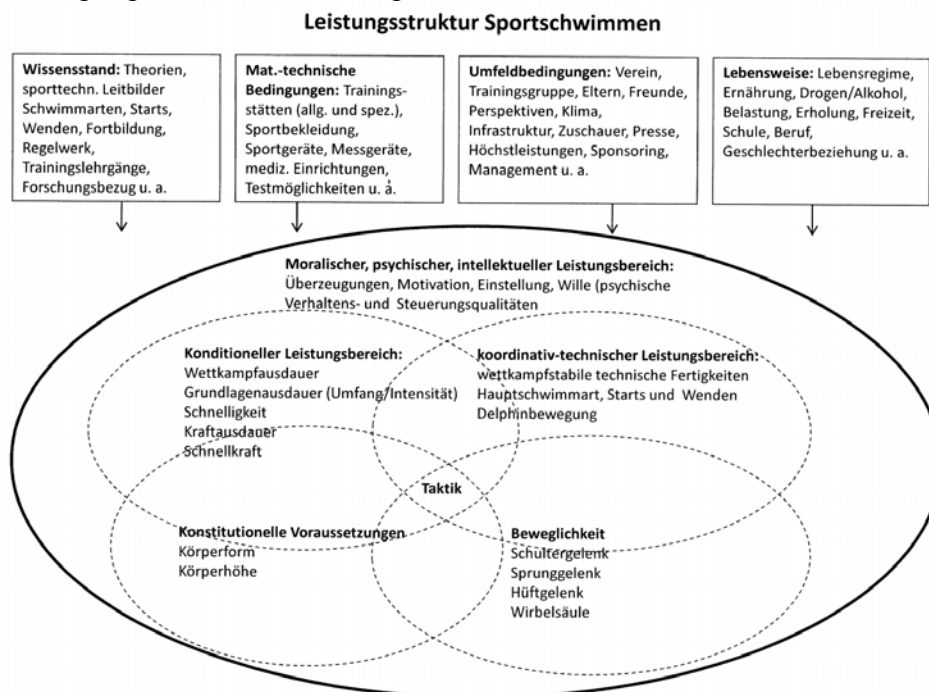 Leistungsstruktur Sportschwimmen
Wissensstand: Theorien,
sporttechn. Leitbilder
Schwimmarten, Starts,
Wenden, Fortbildung,
Regelwerk,
Trainingslehrgänge,
Forschungsbezug u. a.
Mat.-technische
Bedingungen: Trainings-
stätten (allg. und spez.),
Sportbekleidung,
Sportgeräte, Messgeräte,
mediz. Einrichtungen,
Testmöglichkeiten u. a.
Umfeldbedingungen: Verein,
Trainingsgruppe, Eltern, Freunde,
Perspektiven, Klima,
Infrastruktur, Zuschauer, Presse,
Höchstleistungen, Sponsoring,
Management u. a.
Lebensweise: Lebensregime,
Ernährung, Drogen/Alkohol,
Belastung, Erholung, Freizeit,
Schule, Beruf,
Geschlechterbeziehung u. a.
Moralischer, psychischer, intellektueller Leistungsbereich:
Überzeugungen, Motivation, Einstellung, Wille (psychische
Verhaltens- und Steuerungsqualitäten
Konditioneller Leistungsbereich:
Wettkampfausdauer
Grundlagenausdauer (Umfang/Intensität)
Schnelligkeit
Kraftausdauer
Schnellkraft
koordinativ-technischer Leistungsbereich:
wettkampfstabile technische Fertigkeiten
Hauptschwimmart, Starts und Wenden
Delphinbewegung
Taktik
Konstitutionelle Voraussetzungen
Körperform
Körperhöhe
Beweglichkeit
Schultergelenk
Sprunggelenk
Hüftgelenk
Wirbelsäule